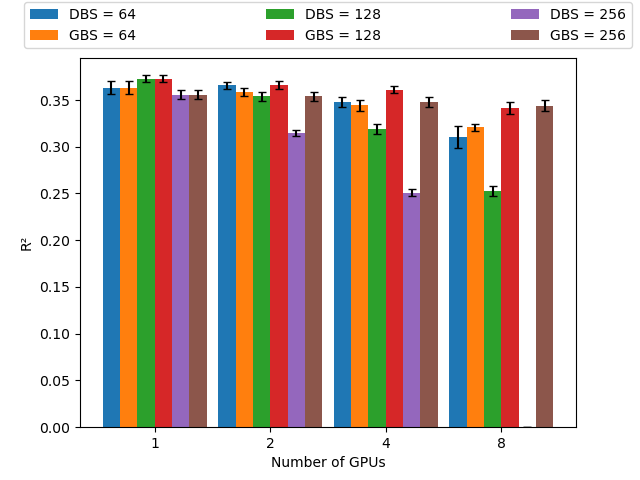 DBS = 64 DBS = 128 DBS = 256
GBS = 64 GBS = 128 GBS = 256
0.35
0.30
0.25
0.20
0.15
0.10
0.05
0.00
R²
1 2 4 8
Number of GPUs